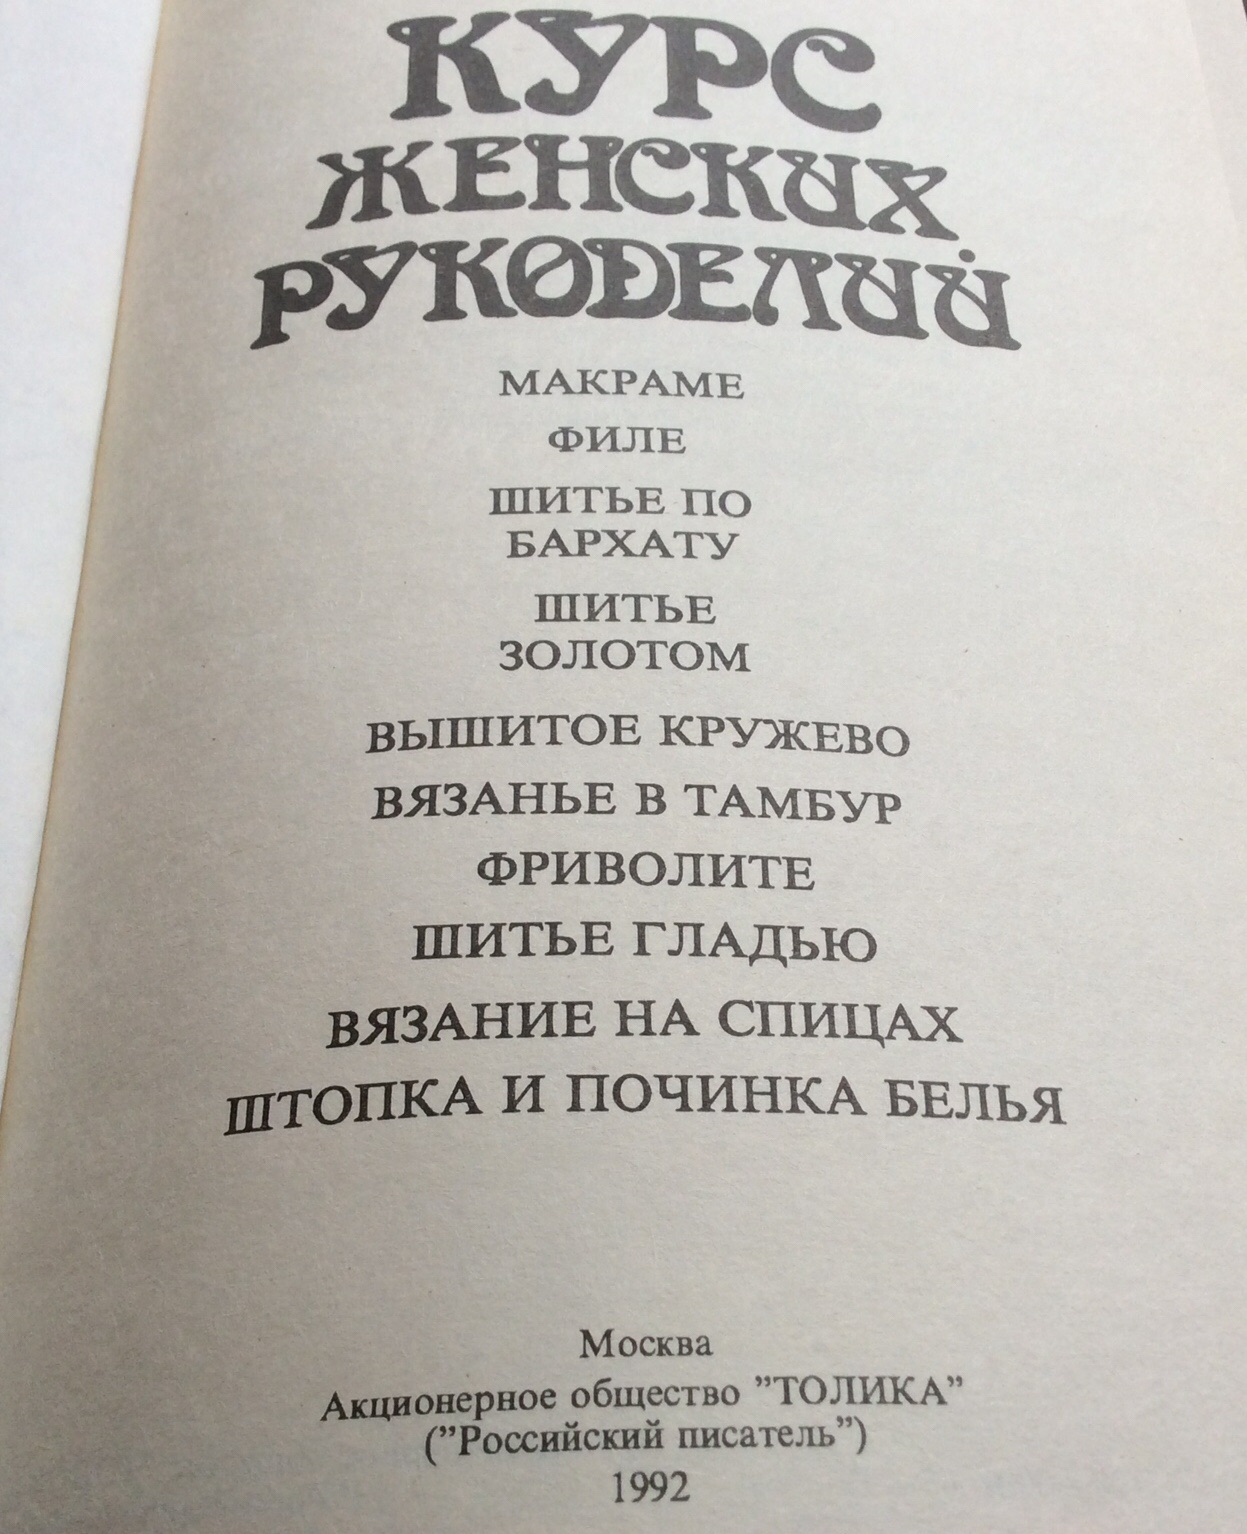 КУРС
ЖЕНСКИХ
РУКОДЕЛИЙ
МАКРАМЕ
ФИЛЕ
ШИТЬЕ ПО
БАРХАТУ
ШИТЬЕ
ЗОЛОТОМ
ВЫШИТОЕ КРУЖЕВО
ВЯЗАНЬЕ В ТАМБУР
ФРИВОЛИТЕ
ШИТЬЕ ГЛАДЬЮ
ВЯЗАНИЕ НА СПИЦАХ
ШТОПКА И ПОЧИНКА БЕЛЬЯ
Москва
Акционерное общество ”ТОЛИКА”
(”Российский писатель”)
1992